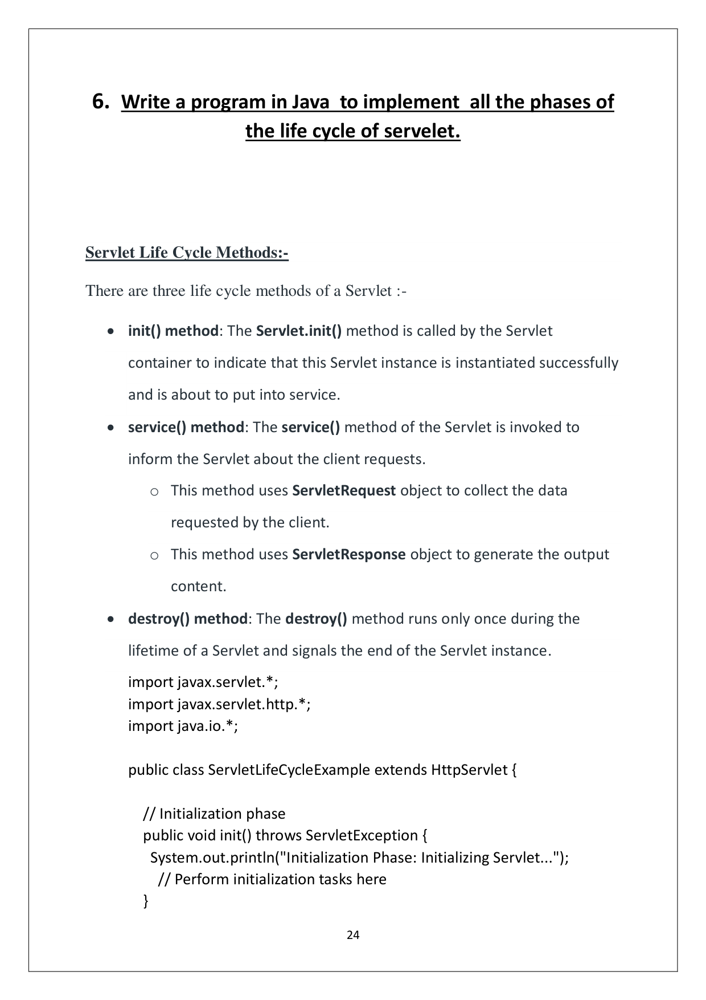 6. Write a program in Java  to implement  all the phases of
the life cycle of servelet.
Servlet Life Cycle Methods:-
There are three life cycle methods of a Servlet :-
• init() method: The Servlet.init() method is called by the Servlet
container to indicate that this Servlet instance is instantiated successfully
and is about to put into service.
• service() method: The service() method of the Servlet is invoked to
inform the Servlet about the client requests.
o This method uses ServletRequest object to collect the data
requested by the client.
o This method uses ServletResponse object to generate the output
content.
• destroy() method: The destroy() method runs only once during the
lifetime of a Servlet and signals the end of the Servlet instance.
import javax.servlet.*;
import javax.servlet.http.*;
import java.io.*;
public class ServletLifeCycleExample extends HttpServlet {
// Initialization phase
public void init() throws ServletException {
System.out.println("Initialization Phase: Initializing Servlet...");
// Perform initialization tasks here
}
24